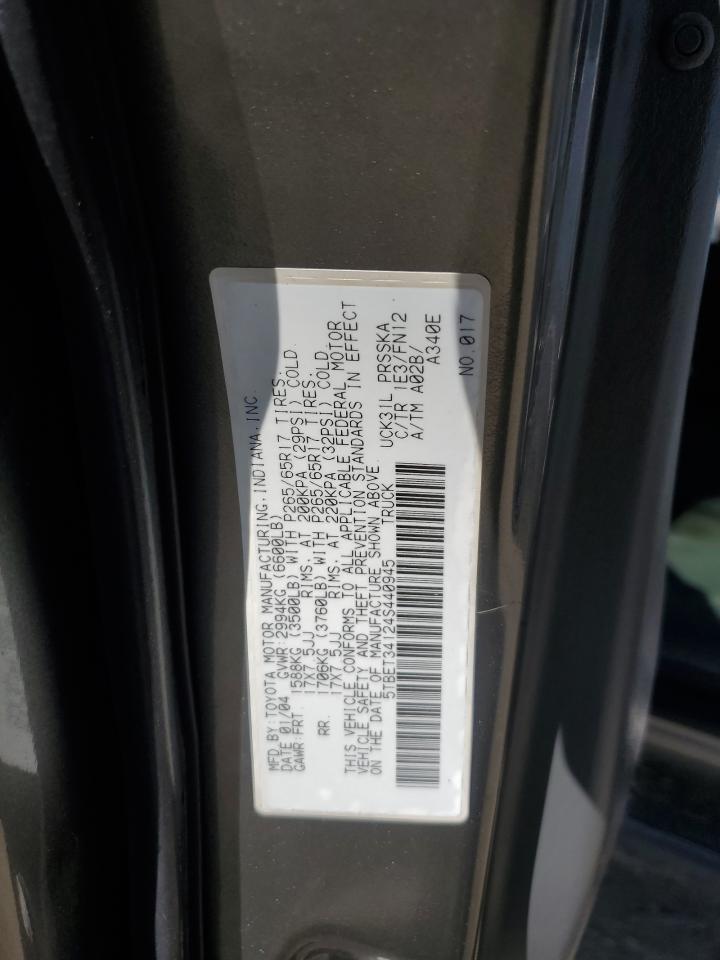 MFD.BY:TOYOTA MOTOR MANUFACTURING,INDIANA,INC.
DATE 01/04 GVWR:2994KG(6600LB)
GAWR:FRT. 1588KG (3500LB) WITH P265/65R17 TIRES.
17X7.5JJ RIMS. AT 200KPA (29PSI) COLD.
RR. 1706KG (3760LB) WITH P265/65R17 TIRES.
17X7.5JJ RIMS. AT 220KPA (32PSI) COLD.
THIS VEHICLE CONFORMS TO ALL APPLICABLE FEDERAL MOTOR
VEHICLE SAFETY AND THEFT PREVENTION STANDARDS IN EFFECT
ON THE DATE OF MANUFACTURE SHOWN ABOVE.
5TBET34124S440945 TRUCK
UCK31L PRSSKA
C/TR 1E3/FN12
A/TM A02B/
A340E
NO.017